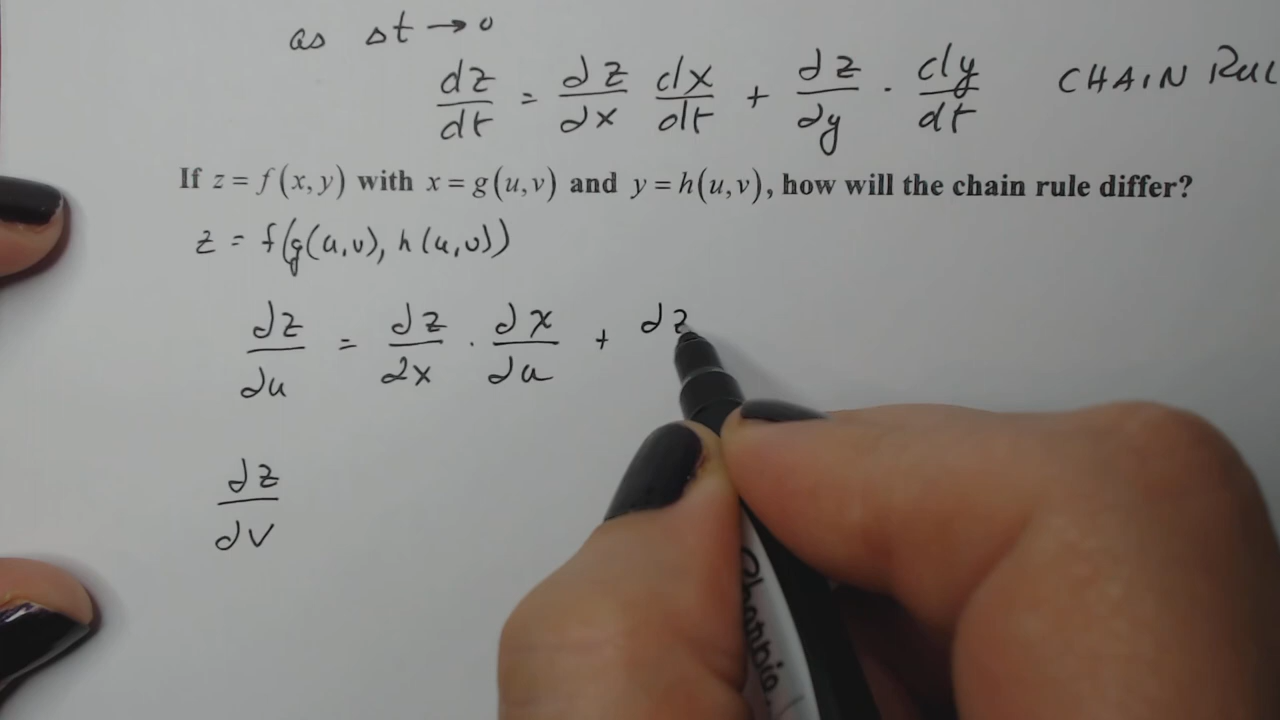 as Δt → 0
dz/dt = ∂z/∂x dx/dt + ∂z/∂y · dy/dt CHAIN RUL
If z = f(x, y) with x = g(u, v) and y = h(u, v), how will the chain rule differ?
z = f(g(u,v), h(u,v))
∂z/∂u = ∂z/∂x · ∂x/∂u + ∂z
∂z/∂v
Sharpie